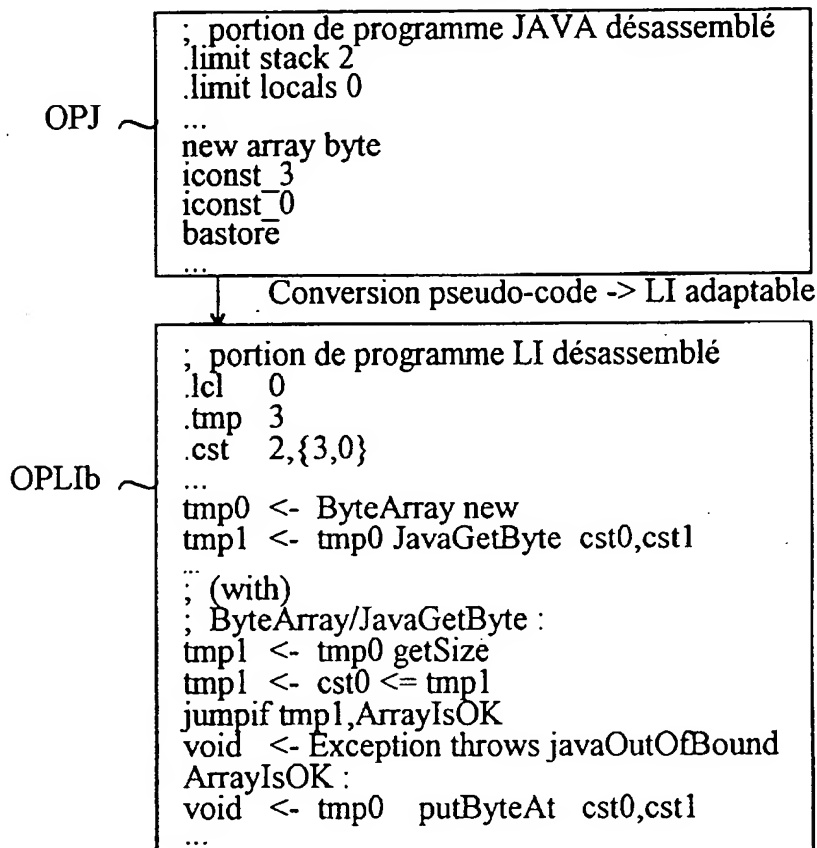 ; portion de programme JAVA désassemblé
.limit stack 2
.limit locals 0
OPJ
...
new array byte
iconst_3
iconst_0
bastore
...
Conversion pseudo-code -> LI adaptable
; portion de programme LI désassemblé
.lcl 0
.tmp 3
.cst 2,{3,0}
OPLIb
...
tmp0 <- ByteArray new
tmp1 <- tmp0 JavaGetByte cst0,cst1
...
; (with)
; ByteArray/JavaGetByte :
tmp1 <- tmp0 getSize
tmp1 <- cst0 <= tmp1
jumpif tmp1,ArrayIsOK
void <- Exception throws javaOutOfBound
ArrayIsOK :
void <- tmp0 putByteAt cst0,cst1
...